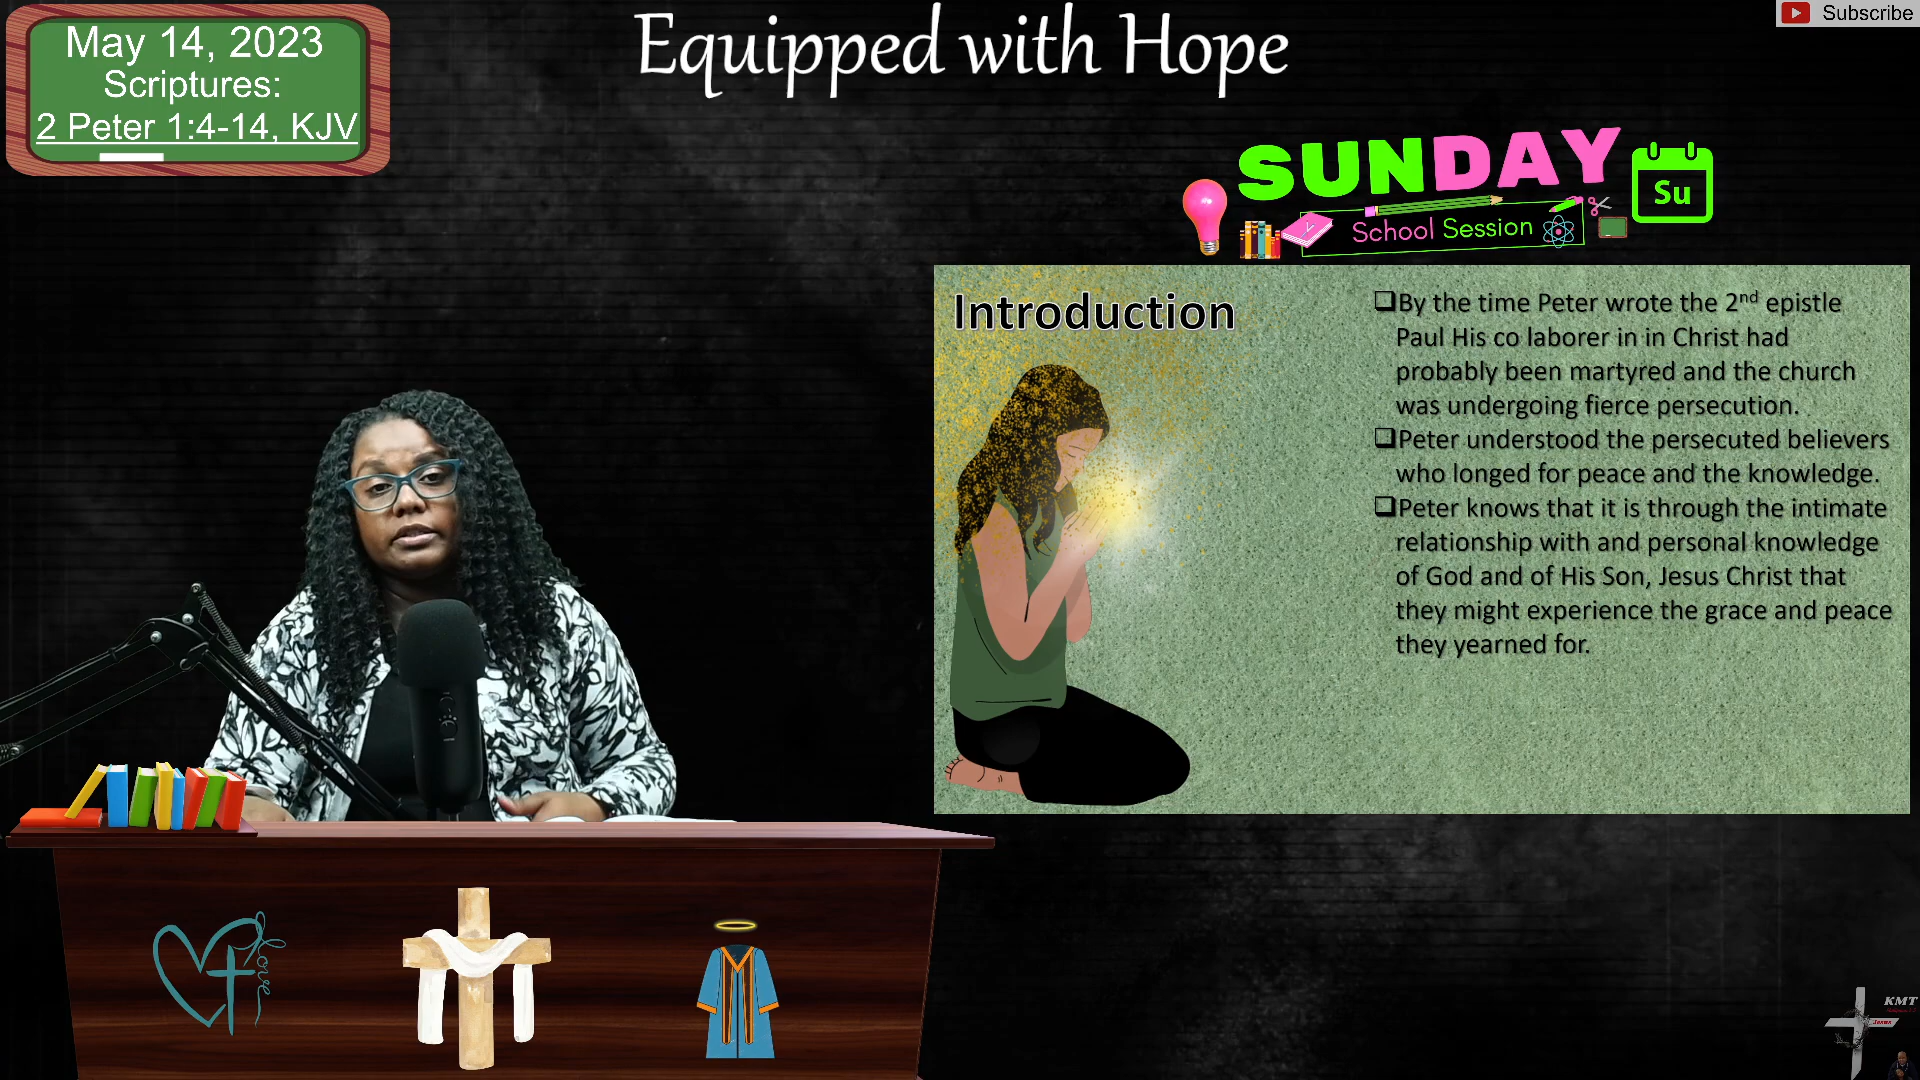 May 14, 2023
Scriptures:
2 Peter 1:4-14, KJV
Equipped with Hope
Subscribe
SUNDAY
Su
School Session
Introduction
❑By the time Peter wrote the 2nd epistle
Paul His co laborer in in Christ had
probably been martyred and the church
was undergoing fierce persecution.
❑Peter understood the persecuted believers
who longed for peace and the knowledge.
❑Peter knows that it is through the intimate
relationship with and personal knowledge
of God and of His Son, Jesus Christ that
they might experience the grace and peace
they yearned for.
Love
KMT
Jesus